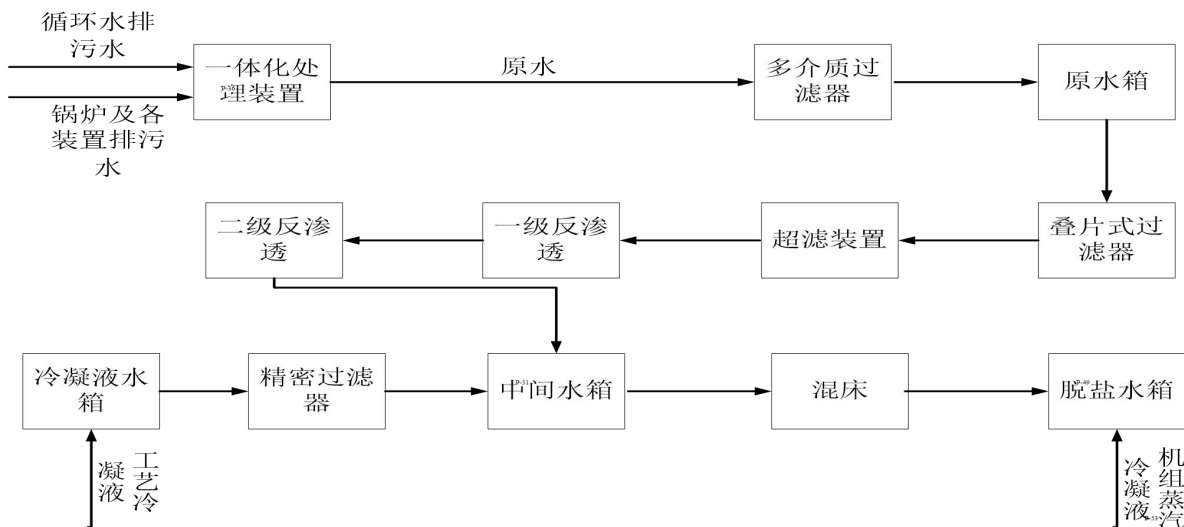 循环水排
污水
一体化处
理装置
原水
多介质过
滤器
原水箱
锅炉及各
装置排污
水
二级反渗
透
一级反渗
透
超滤装置
叠片式过
滤器
冷凝液水
箱
精密过滤
器
中间水箱
P-51
混床
脱盐水箱
P-49
工艺冷
凝液
机组蒸汽
冷凝液